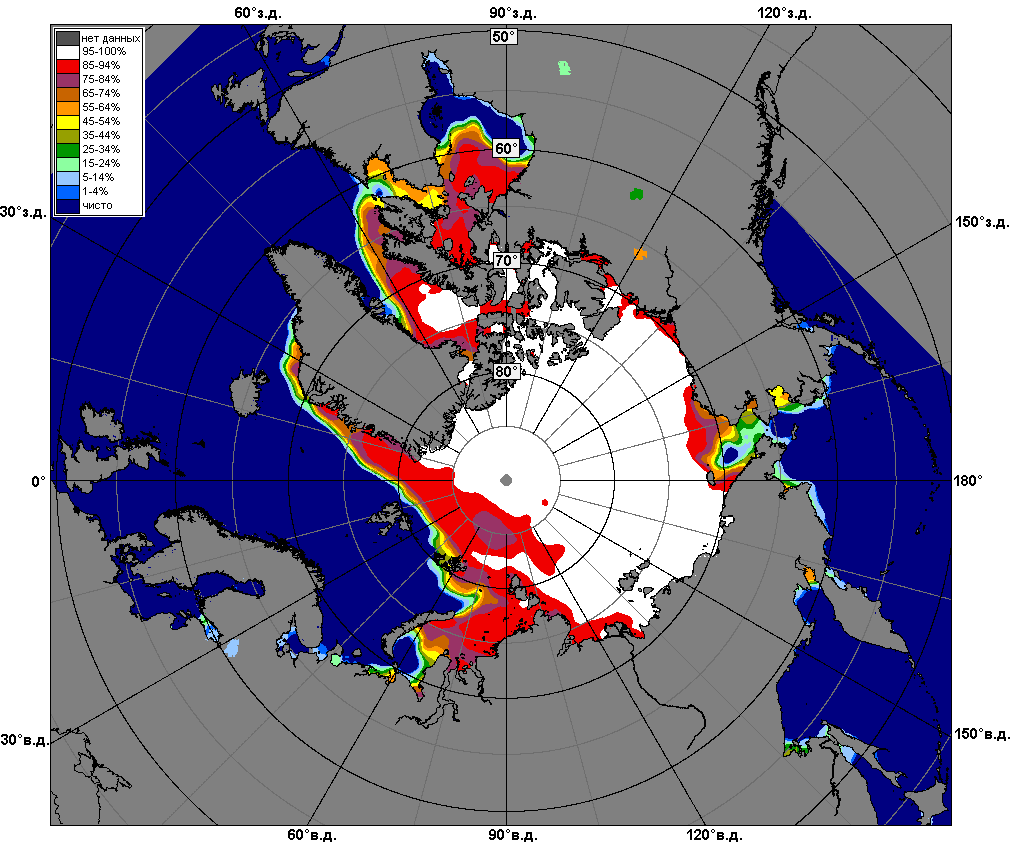 60°з.д.
90°з.д.
120°з.д.
50°
нет данных
95-100%
85-94%
75-84%
65-74%
55-64%
45-54%
35-44%
25-34%
15-24%
5-14%
1-4%
чисто
60°
30°з.д.
150°з.д.
70°
80°
0°
180°
30°в.д.
150°в.д.
60°в.д.
90°в.д.
120°в.д.